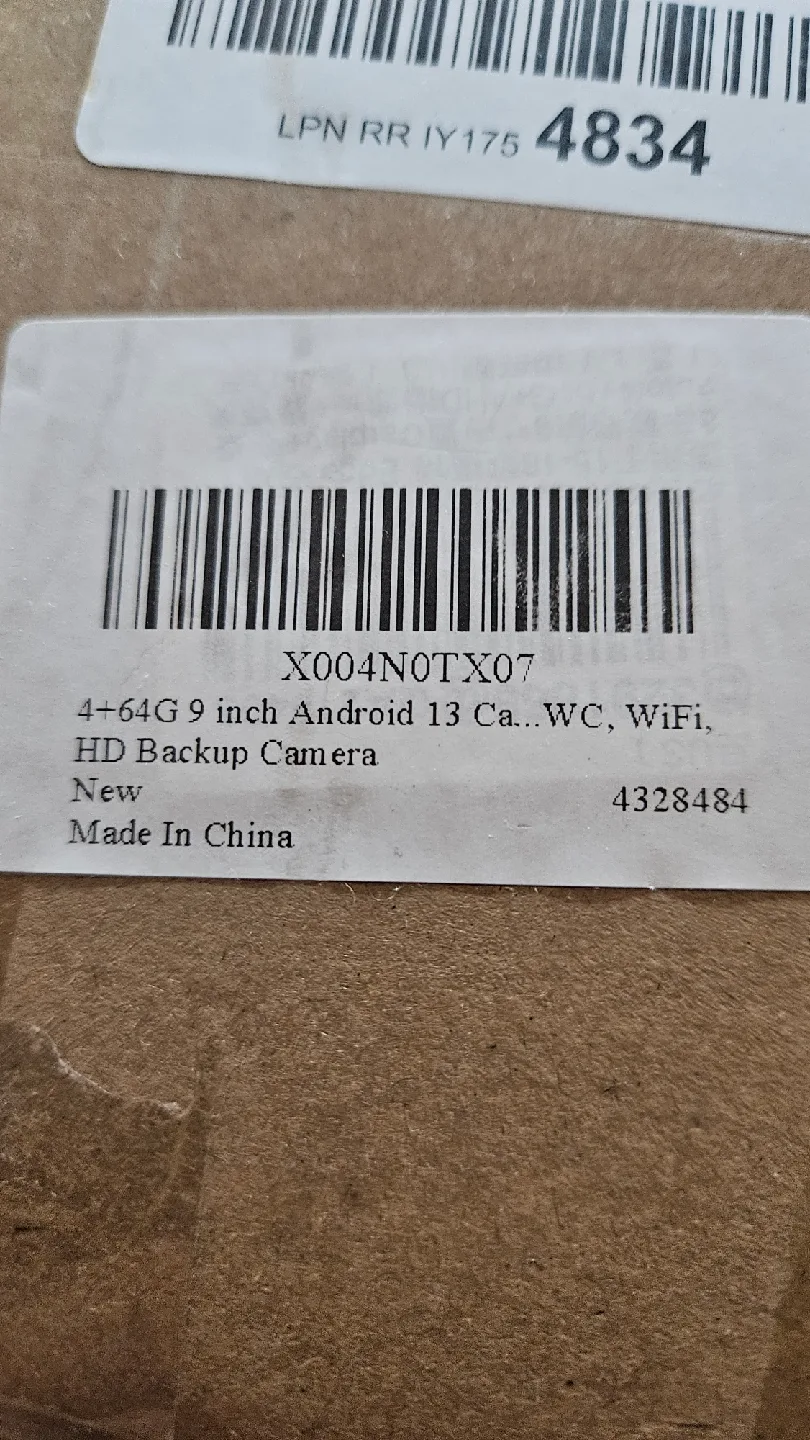 LPN RR IY175 4834
X004N0TX07
4+64G 9 inch Android 13 Ca...WC, WiFi,
HD Backup Camera
New 4328484
Made In China